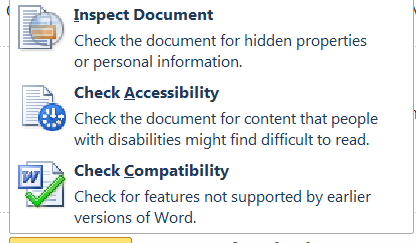 Inspect Document
Check the document for hidden properties
or personal information.
Check Accessibility
Check the document for content that people
with disabilities might find difficult to read.
Check Compatibility
Check for features not supported by earlier
versions of Word.